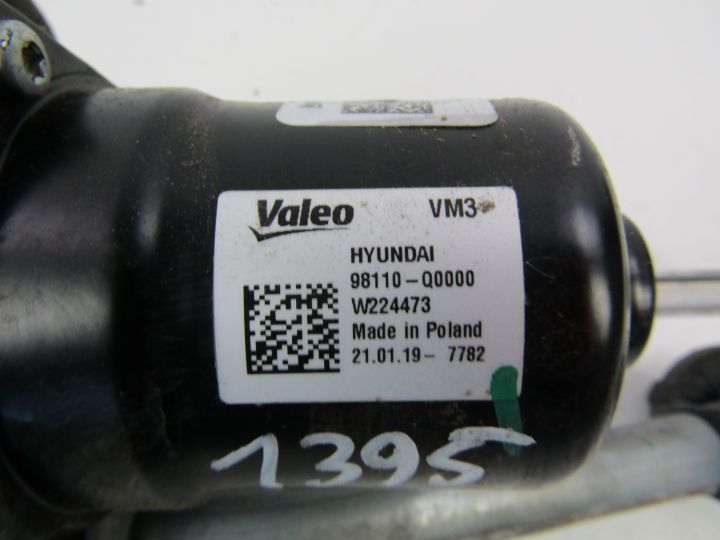 Valeo VM3
HYUNDAI
98110-Q0000
W224473
Made in Poland
21.01.19- 7782
1395